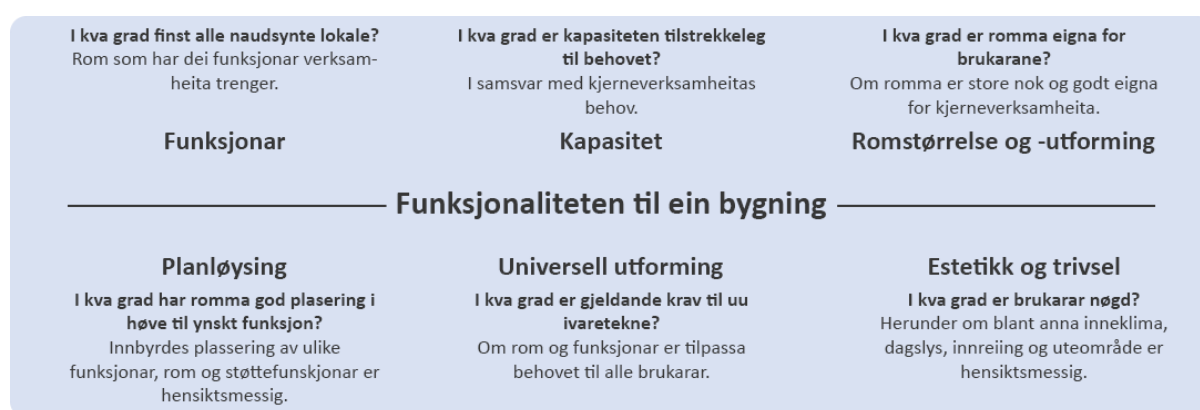 I kva grad finst alle naudsynte lokale?
Rom som har dei funksjonar verksam-
heita trenger.
Funksjonar
I kva grad er kapasiteten tilstrekkeleg
til behovet?
I samsvar med kjerneverksamheitas
behov.
Kapasitet
I kva grad er romma eigna for
brukarane?
Om romma er store nok og godt eigna
for kjerneverksamheita.
Romstørrelse og -utforming
Funksjonaliteten til ein bygning
Planløysing
I kva grad har romma god plasering i
høve til ynskt funksjon?
Innbyrdes plassering av ulike
funksjonar, rom og støttefunskjonar er
hensiktsmessig.
Universell utforming
I kva grad er gjeldande krav til uu
ivaretekne?
Om rom og funksjonar er tilpassa
behovet til alle brukarar.
Estetikk og trivsel
I kva grad er brukarar nøgd?
Herunder om blant anna inneklima,
dagslys, innreiing og uteområde er
hensiktsmessig.